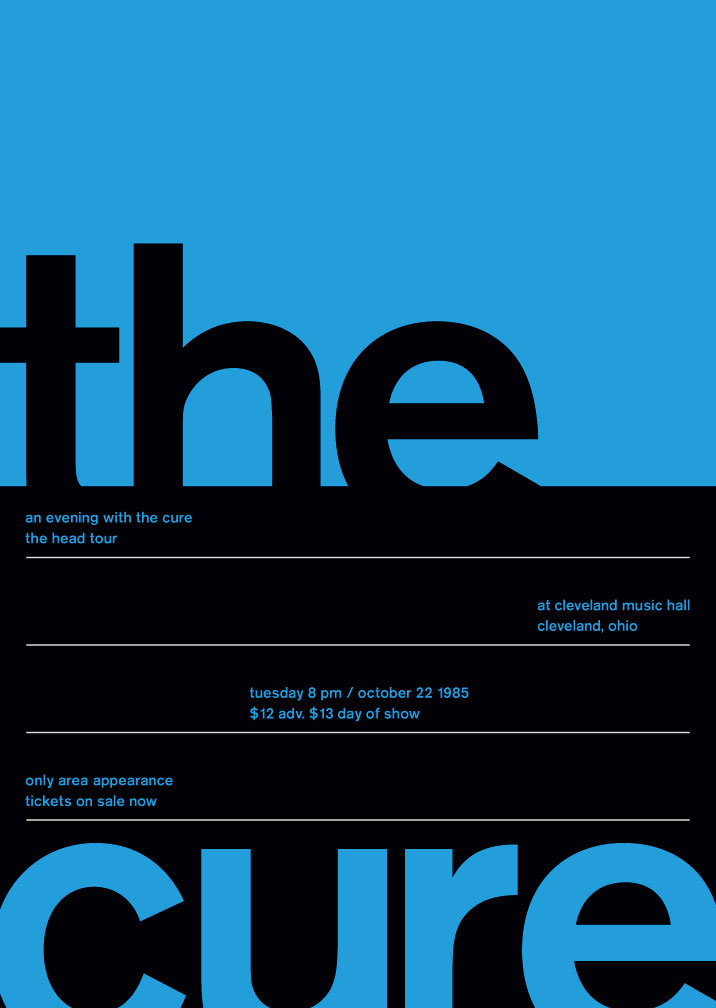 the
an evening with the cure
the head tour
at cleveland music hall
cleveland, ohio
tuesday 8 pm / october 22 1985
$12 adv. $13 day of show
only area appearance
tickets on sale now
cure